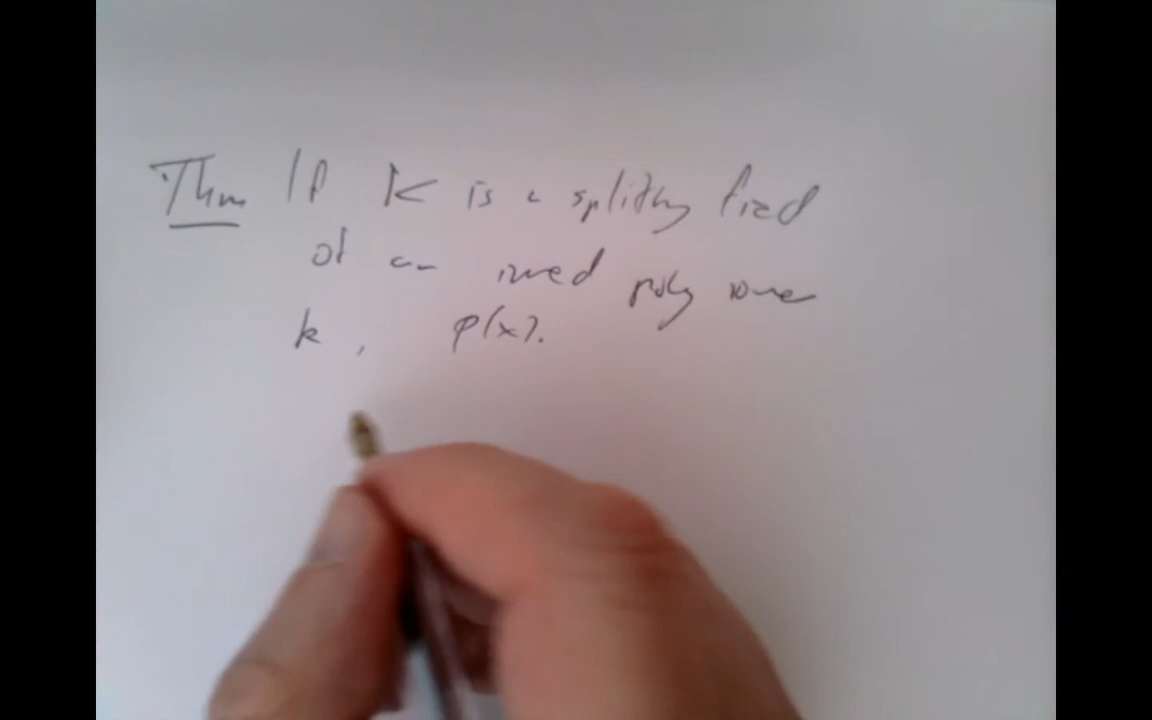 Thm If K is a splitting field
of an irred poly over
k, p(x).